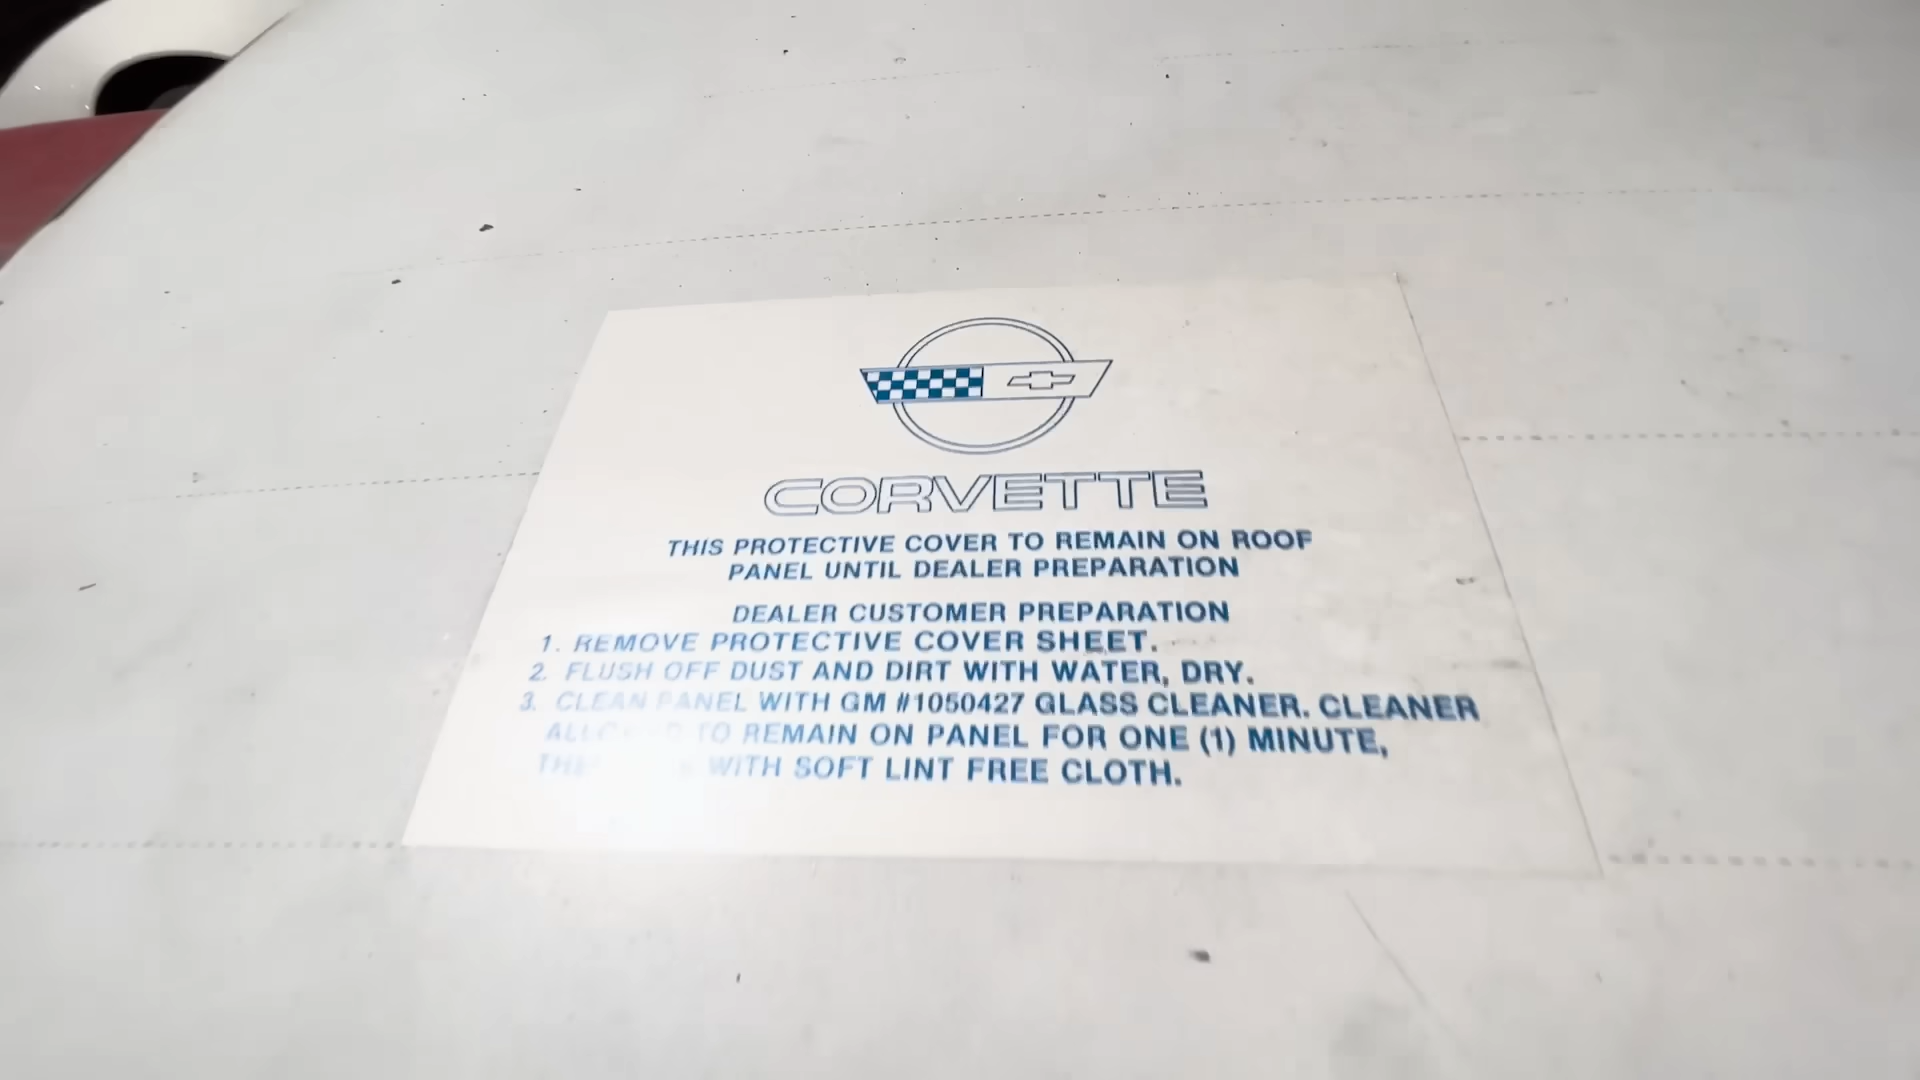 CORVETTE
THIS PROTECTIVE COVER TO REMAIN ON ROOF
PANEL UNTIL DEALER PREPARATION
DEALER CUSTOMER PREPARATION
1. REMOVE PROTECTIVE COVER SHEET.
2. FLUSH OFF DUST AND DIRT WITH WATER, DRY.
3. CLEAN PANEL WITH GM #1050427 GLASS CLEANER. CLEANER
TO REMAIN ON PANEL FOR ONE (1) MINUTE,
WITH SOFT LINT FREE CLOTH.